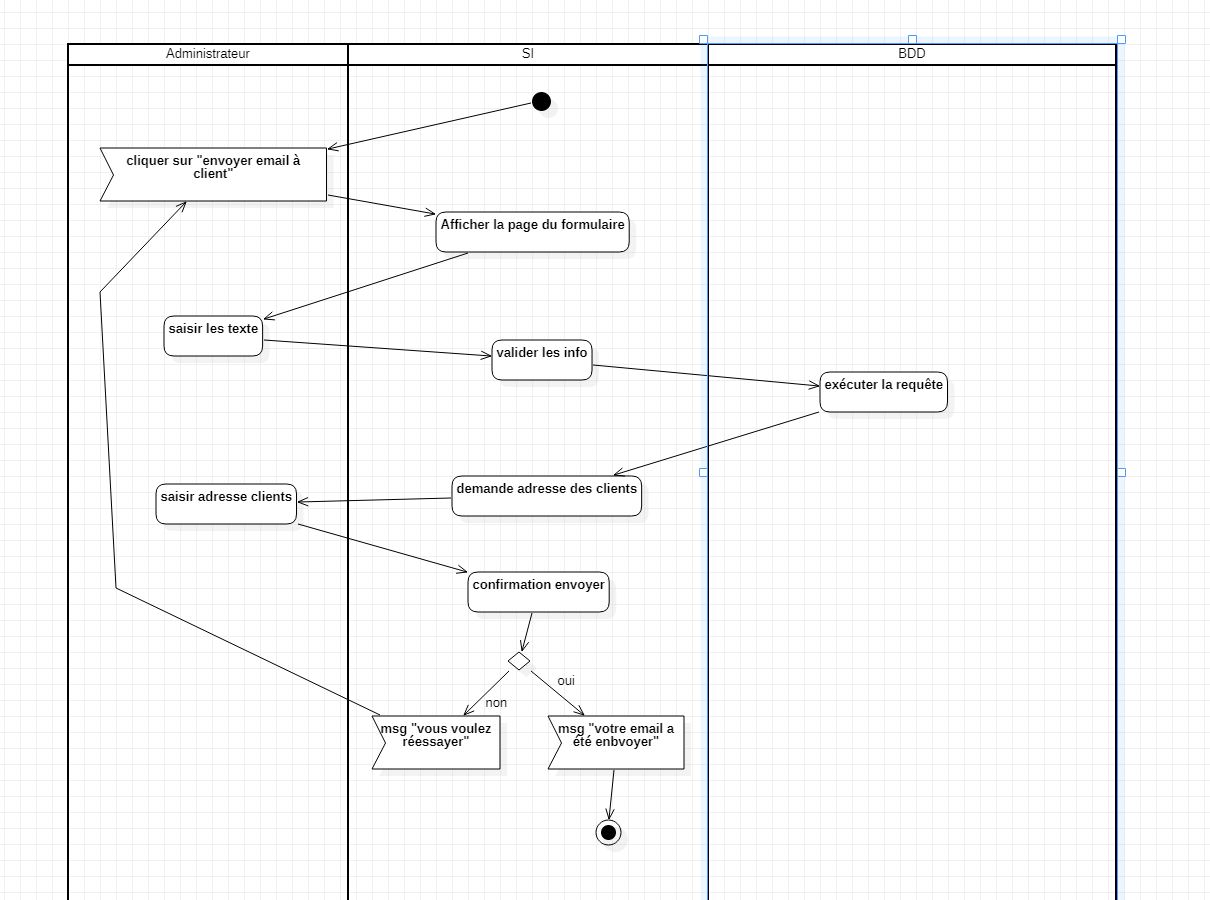 Administrateur
SI
BDD
cliquer sur "envoyer email à
client"
Afficher la page du formulaire
saisir les texte
valider les info
exécuter la requête
demande adresse des clients
saisir adresse clients
confirmation envoyer
oui
non
msg "vous voulez
réessayer"
msg "votre email a
été enbvoyer"